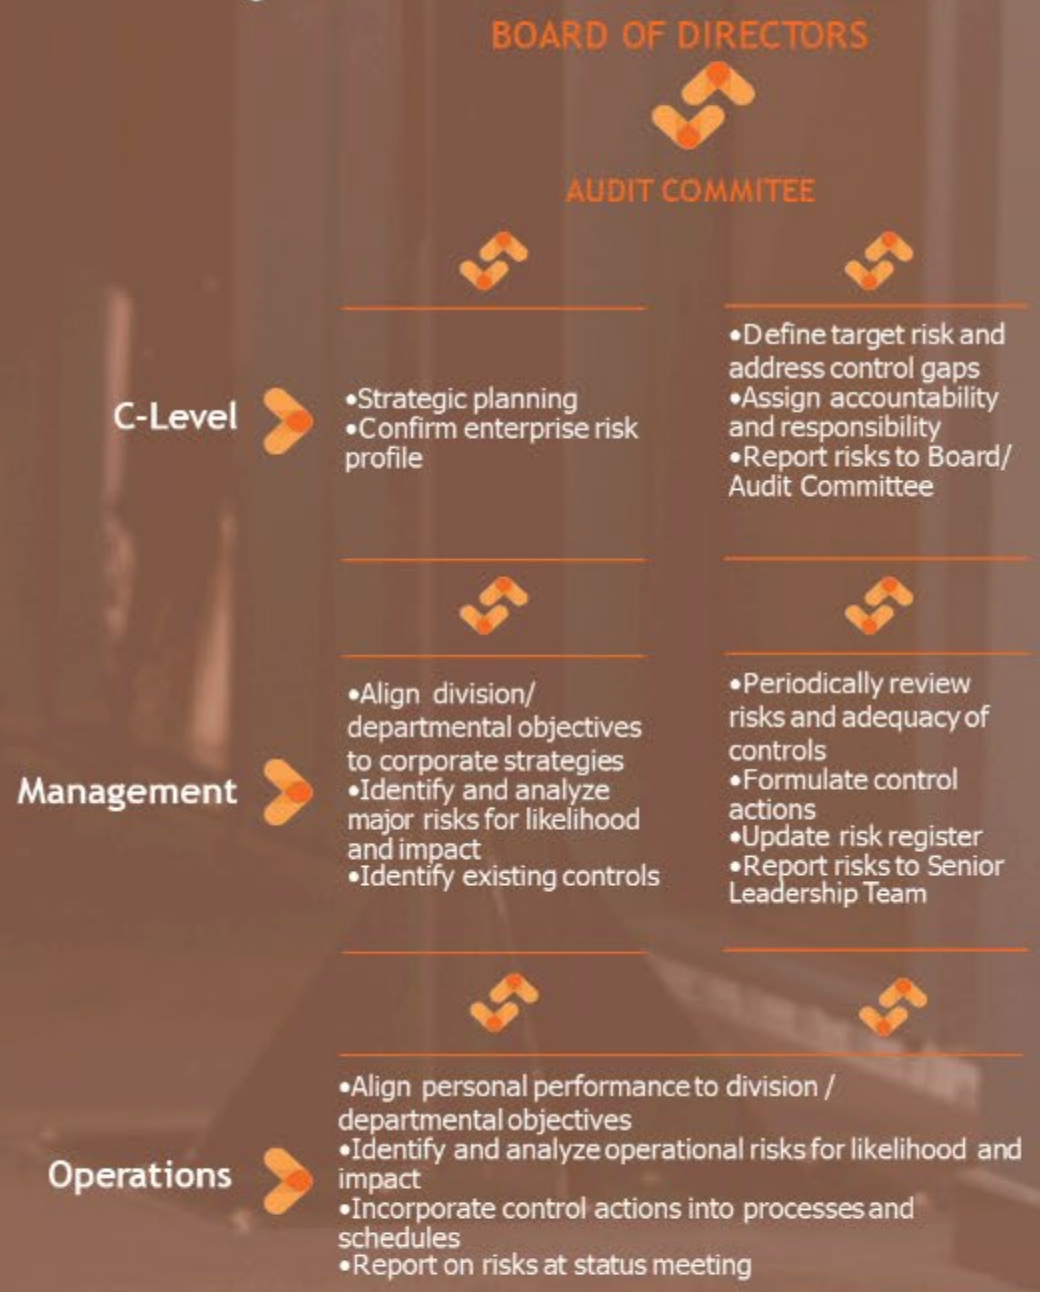 BOARD OF DIRECTORS
AUDIT COMMITEE
C-Level
•Strategic planning
•Confirm enterprise risk
profile
•Define target risk and
address control gaps
•Assign accountability
and responsibility
•Report risks to Board/
Audit Committee
Management
•Align division/
departmental objectives
to corporate strategies
•Identify and analyze
major risks for likelihood
and impact
•Identify existing controls
•Periodically review
risks and adequacy of
controls
•Formulate control
actions
•Update risk register
•Report risks to Senior
Leadership Team
Operations
•Align personal performance to division /
departmental objectives
•Identify and analyze operational risks for likelihood and
impact
•Incorporate control actions into processes and
schedules
•Report on risks at status meeting